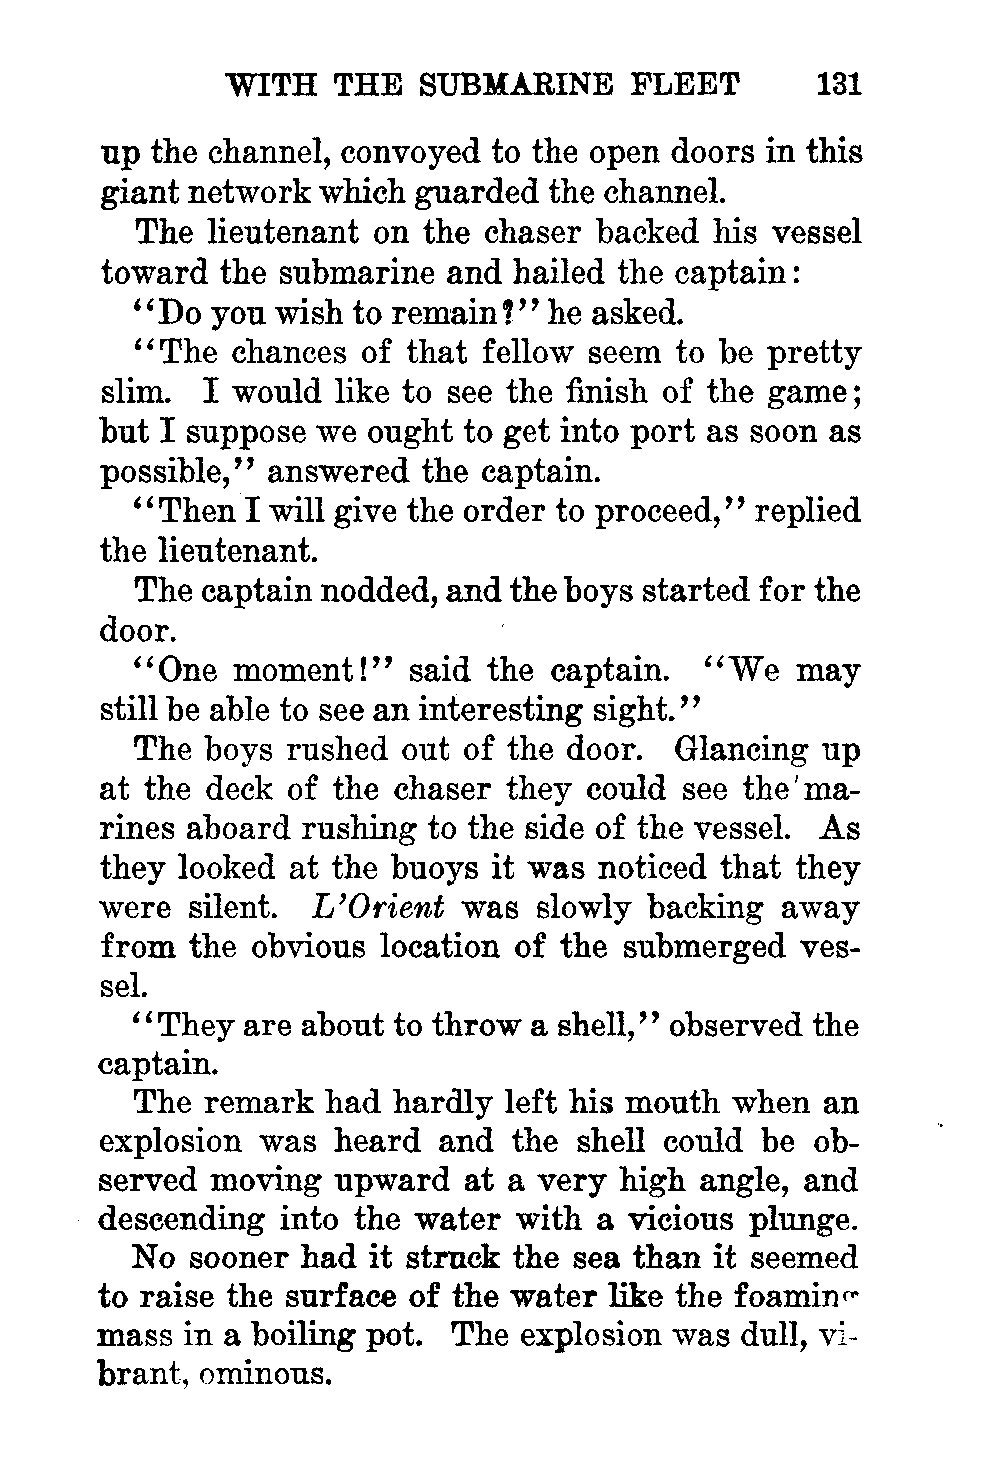 WITH THE SUBMARINE FLEET 131
up the channel, convoyed to the open doors in this
giant network which guarded the channel.
The lieutenant on the chaser backed his vessel
toward the submarine and hailed the captain:
"Do you wish to remain?" he asked.
"The chances of that fellow seem to be pretty
slim. I would like to see the finish of the game;
but I suppose we ought to get into port as soon as
possible," answered the captain.
"Then I will give the order to proceed," replied
the lieutenant.
The captain nodded, and the boys started for the
door.
"One moment!" said the captain. "We may
still be able to see an interesting sight."
The boys rushed out of the door. Glancing up
at the deck of the chaser they could see the ma-
rines aboard rushing to the side of the vessel. As
they looked at the buoys it was noticed that they
were silent. L'Orient was slowly backing away
from the obvious location of the submerged ves-
sel.
"They are about to throw a shell," observed the
captain.
The remark had hardly left his mouth when an
explosion was heard and the shell could be ob-
served moving upward at a very high angle, and
descending into the water with a vicious plunge.
No sooner had it struck the sea than it seemed
to raise the surface of the water like the foaming
mass in a boiling pot. The explosion was dull, vi-
brant, ominous.